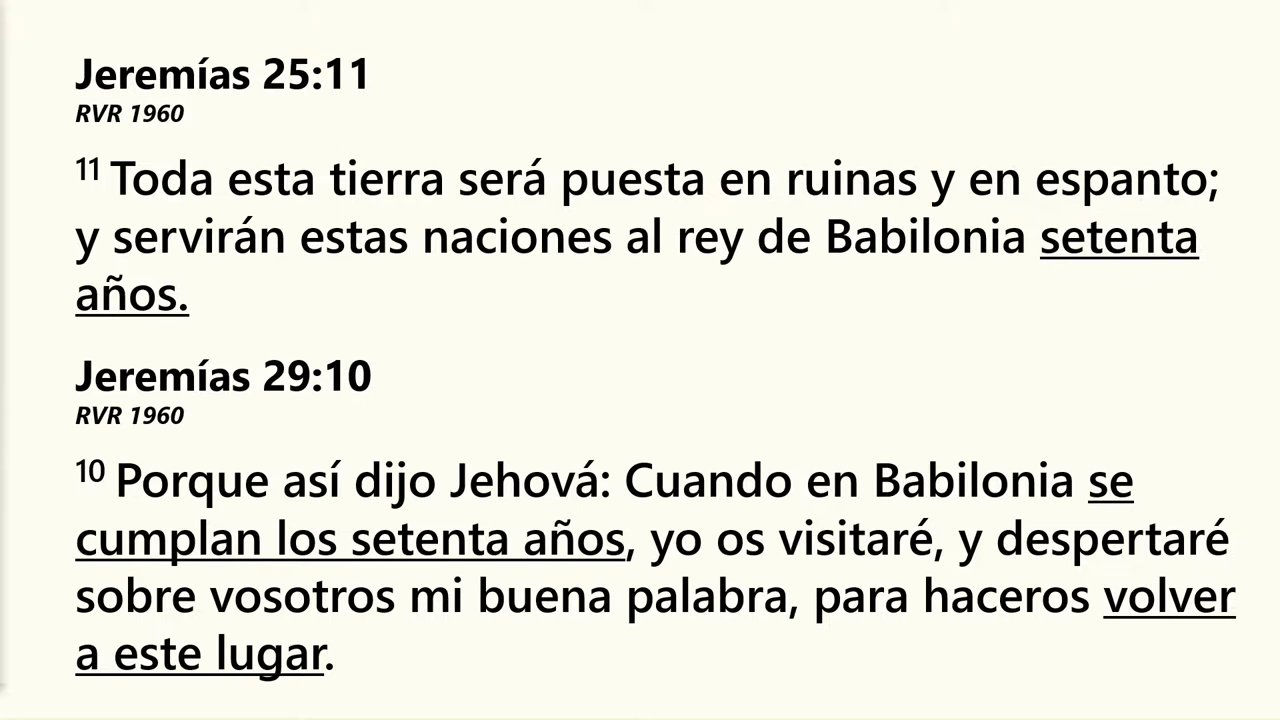 Jeremías 25:11
RVR 1960
11 Toda esta tierra será puesta en ruinas y en espanto;
y servirán estas naciones al rey de Babilonia setenta
años.
Jeremías 29:10
RVR 1960
10 Porque así dijo Jehová: Cuando en Babilonia se
cumplan los setenta años, yo os visitaré, y despertaré
sobre vosotros mi buena palabra, para haceros volver
a este lugar.